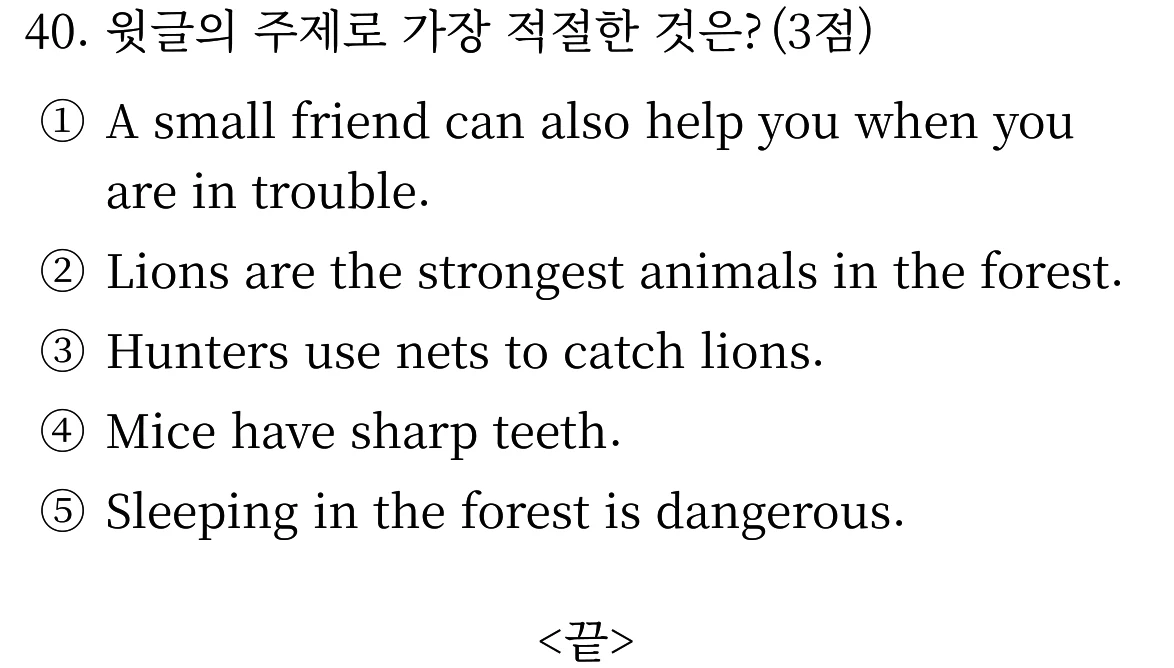 40. 윗글의 주제로 가장 적절한 것은? (3점)
① A small friend can also help you when you
are in trouble.
② Lions are the strongest animals in the forest.
③ Hunters use nets to catch lions.
④ Mice have sharp teeth.
⑤ Sleeping in the forest is dangerous.
<끝>